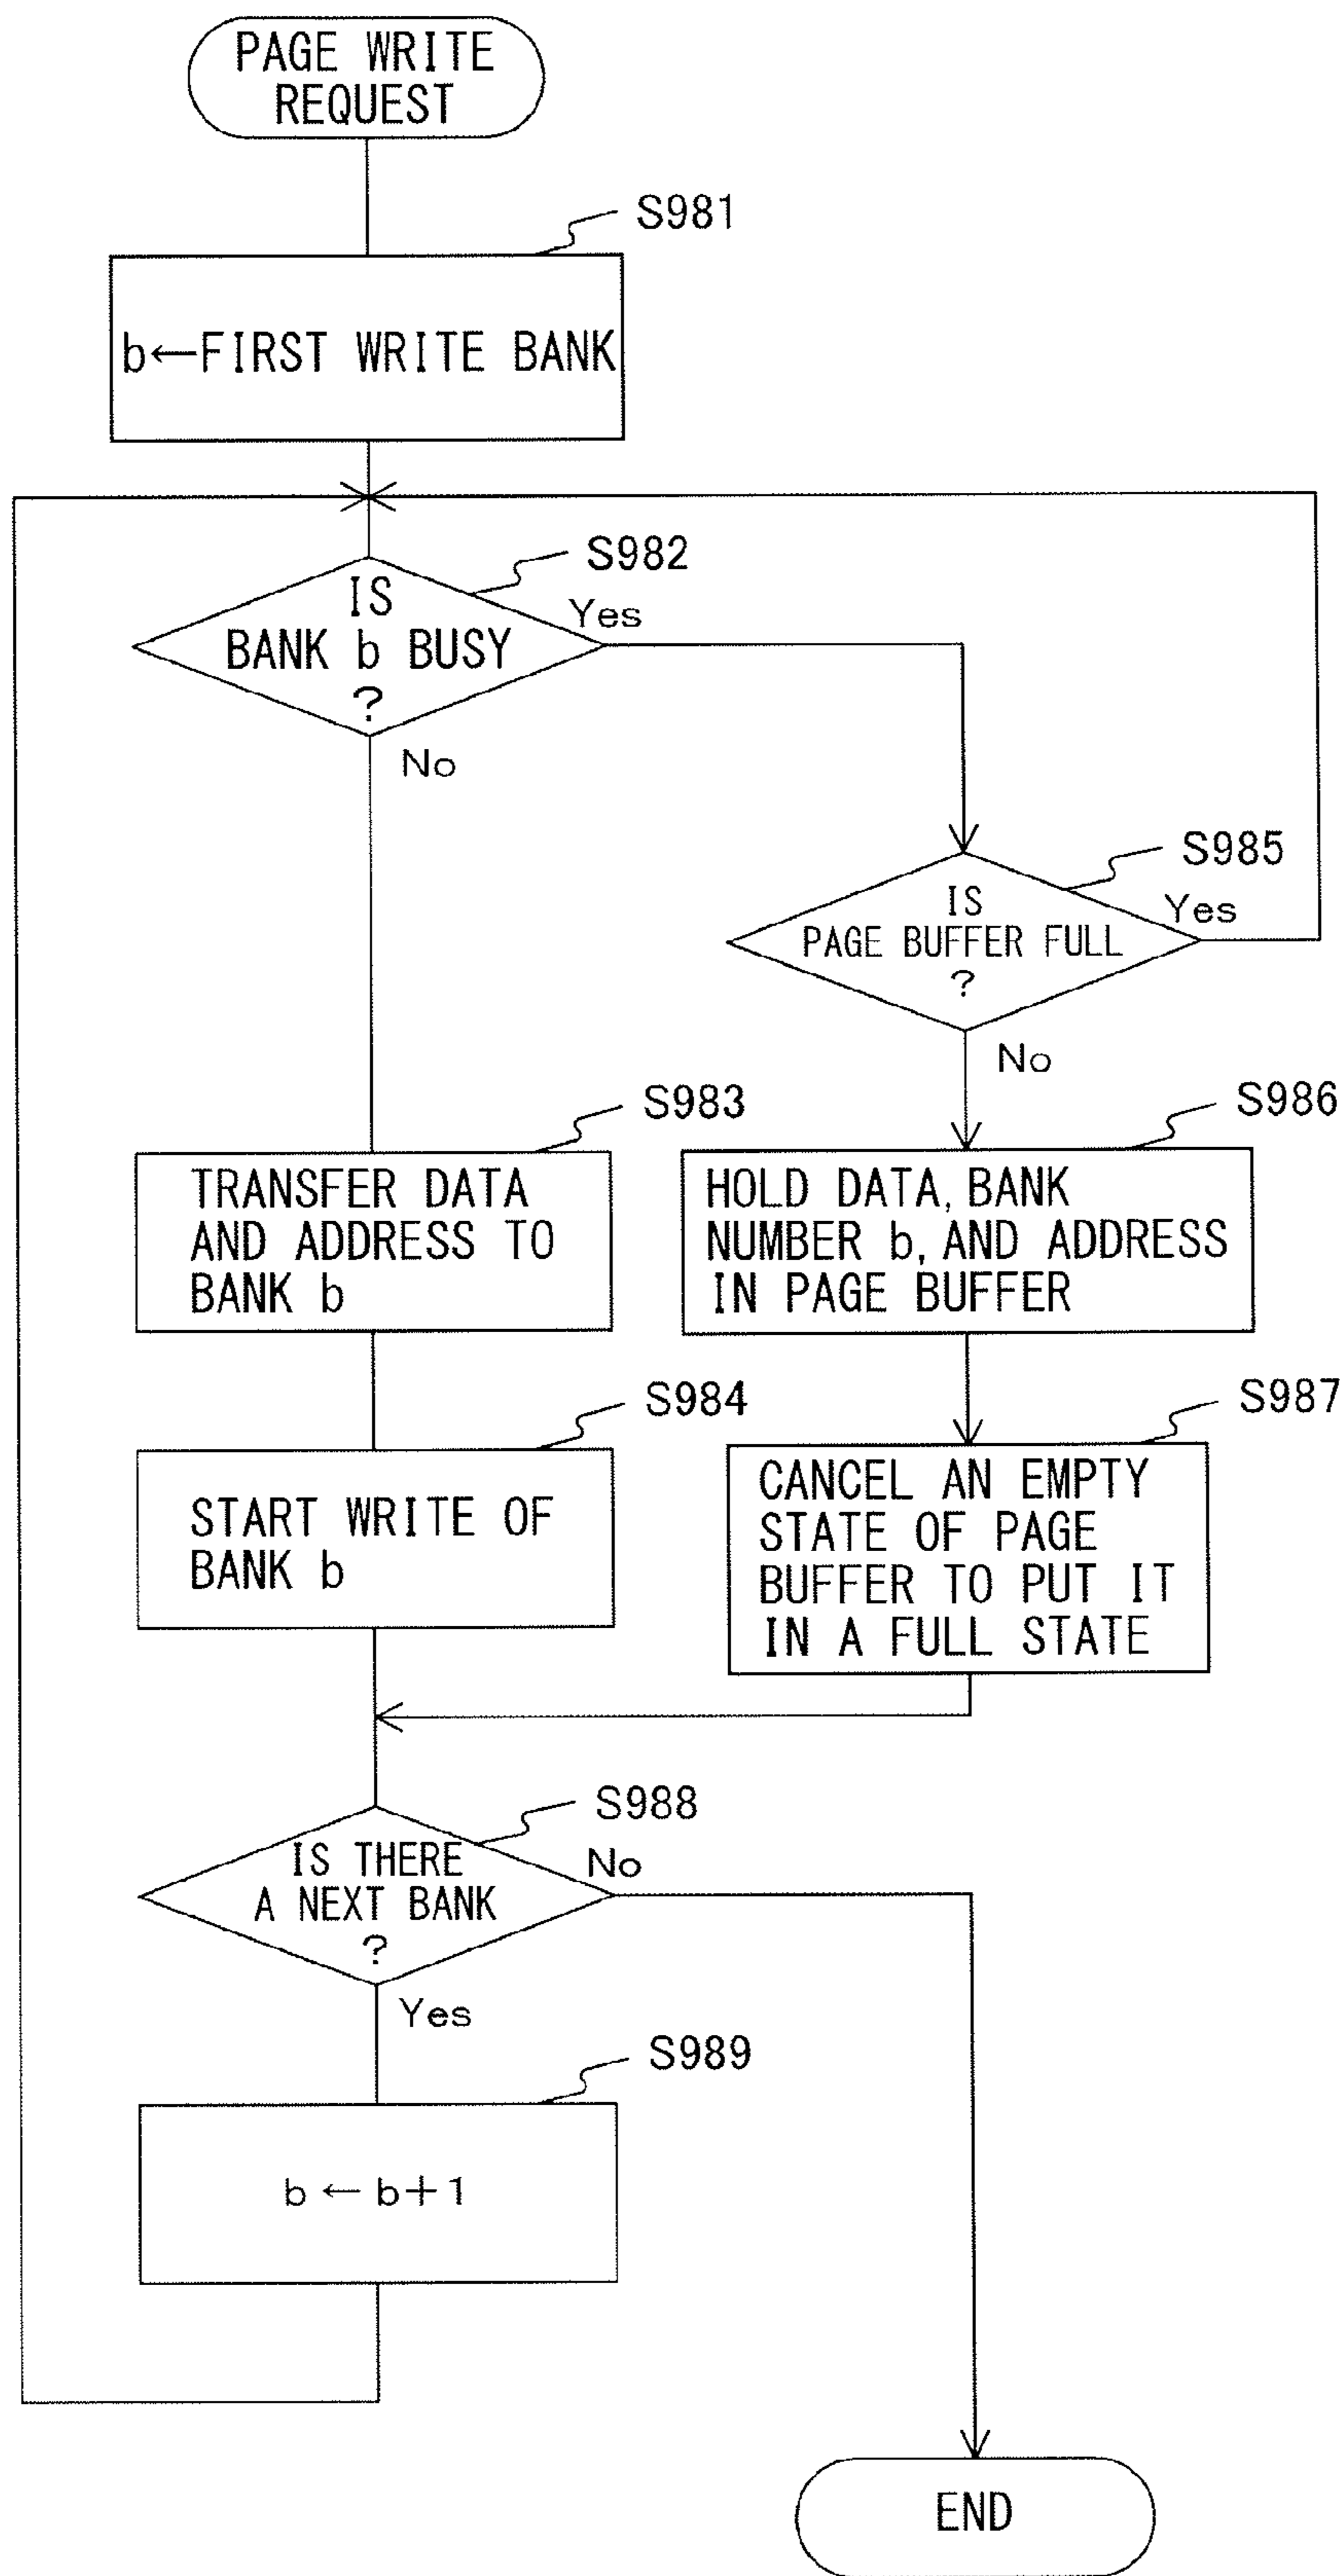 PAGE WRITE
REQUEST
S981
b←FIRST WRITE BANK
S982
IS
BANK b BUSY
?
Yes
No
S985
IS
PAGE BUFFER FULL
?
Yes
No
S983
TRANSFER DATA
AND ADDRESS TO
BANK b
S986
HOLD DATA, BANK
NUMBER b, AND ADDRESS
IN PAGE BUFFER
S984
START WRITE OF
BANK b
S987
CANCEL AN EMPTY
STATE OF PAGE
BUFFER TO PUT IT
IN A FULL STATE
S988
IS THERE
A NEXT BANK
?
No
Yes
S989
b ← b+1
END